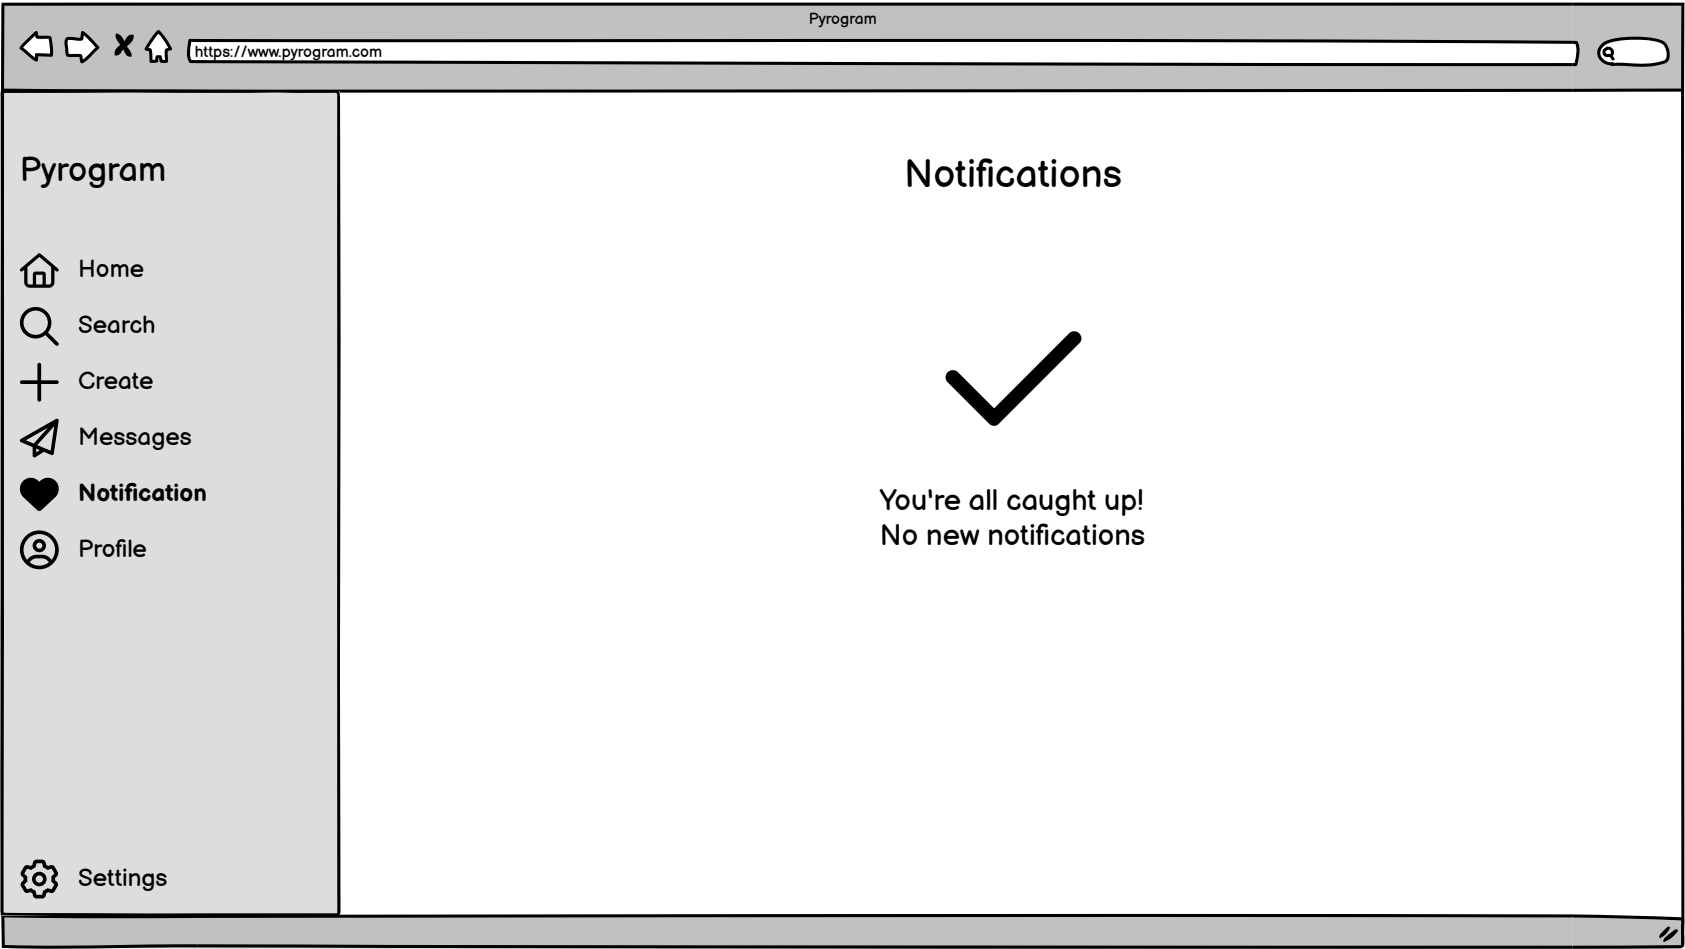 Pyrogram
https://www.pyrogram.com
Pyrogram
Home
Search
Create
Messages
Notification
Profile
Settings
Notifications
You're all caught up!
No new notifications